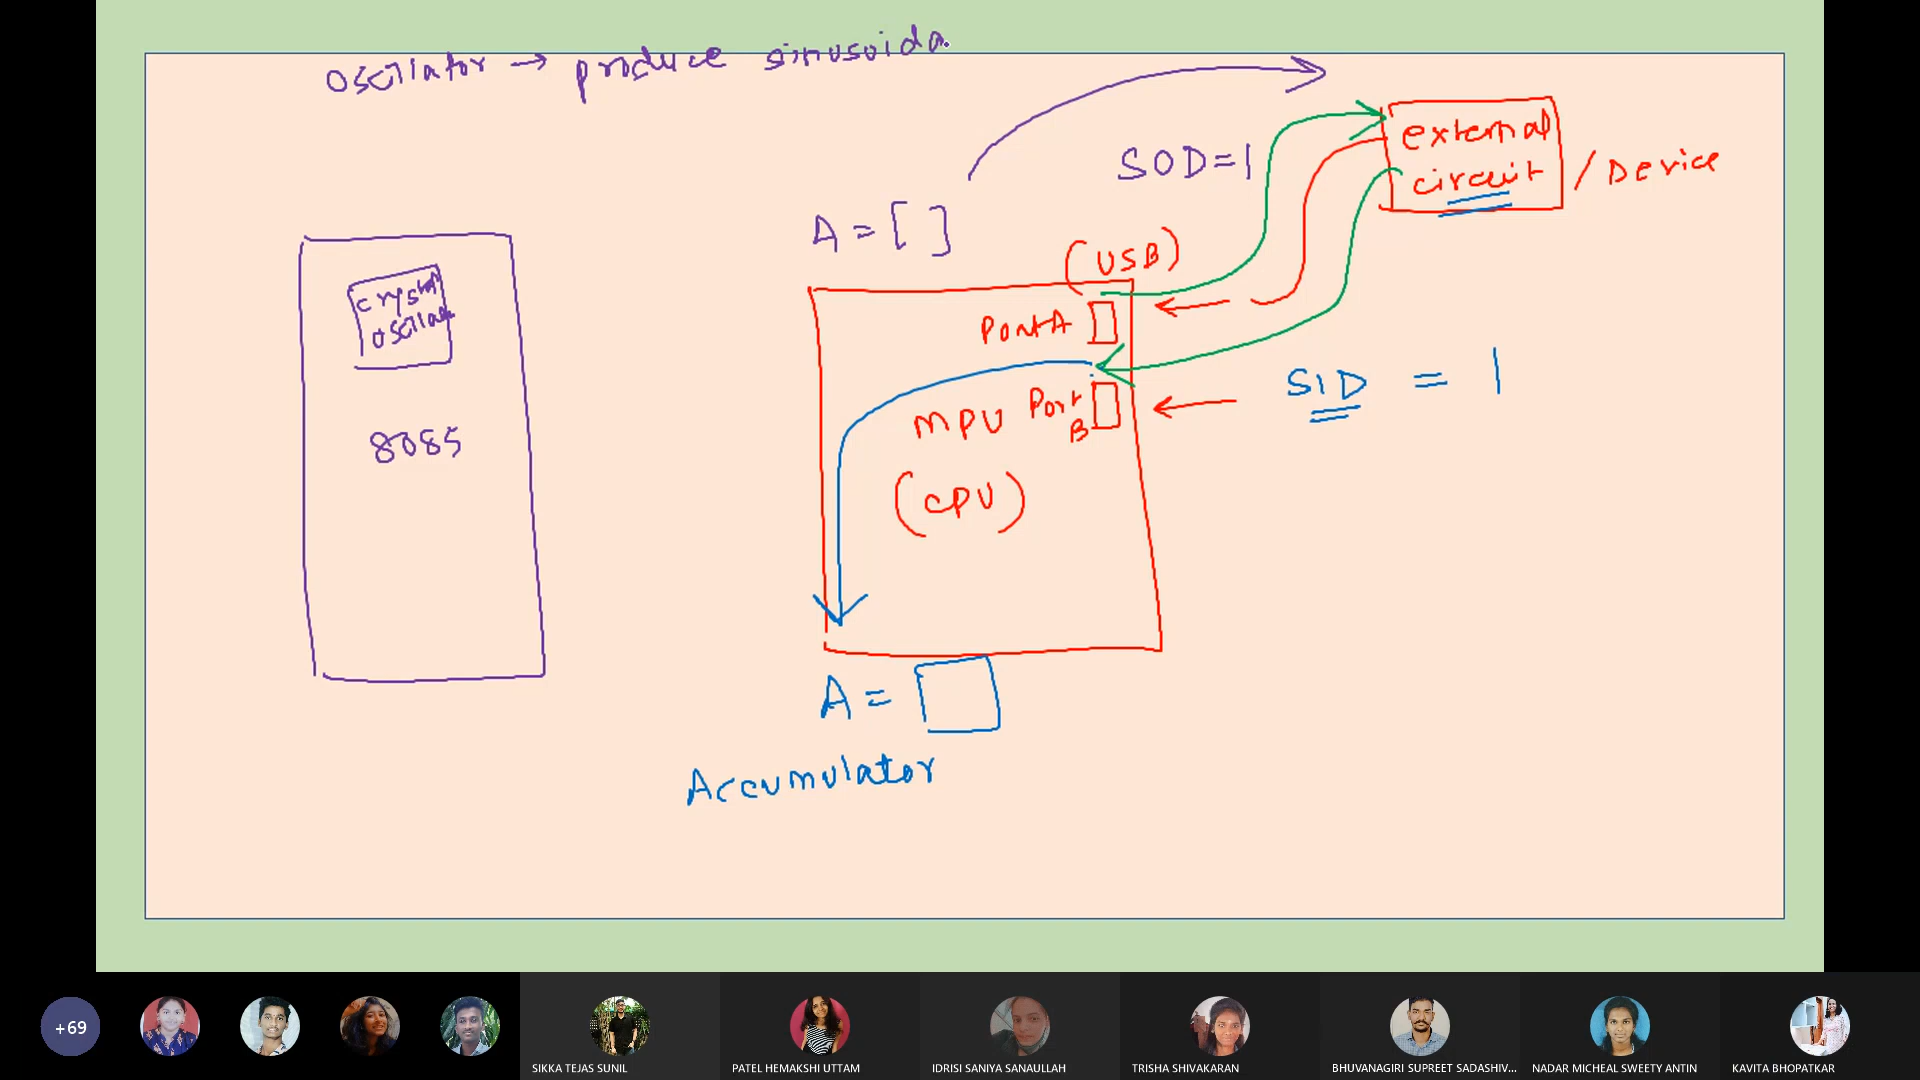 oscillator → produce sinusoida
SOD=1
external
circuit / Device
A = [ ]
(USB)
crystal
oscillat
Port A
SID = 1
MPU Port
B
8085
(CPU)
A =
Accumulator
+69
SIKKA TEJAS SUNIL
PATEL HEMAKSHI UTTAM
IDRISI SANIYA SANAULLAH
TRISHA SHIVAKARAN
BHUVANAGIRI SUPREET SADASHIV...
NADAR MICHEAL SWEETY ANTIN
KAVITA BHOPATKAR